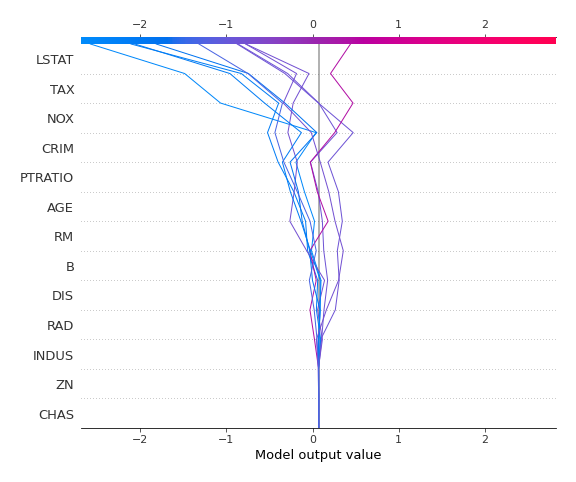 −2 −1 0 1 2
LSTAT
TAX
NOX
CRIM
PTRATIO
AGE
RM
B
DIS
RAD
INDUS
ZN
CHAS
−2 −1 0 1 2
Model output value